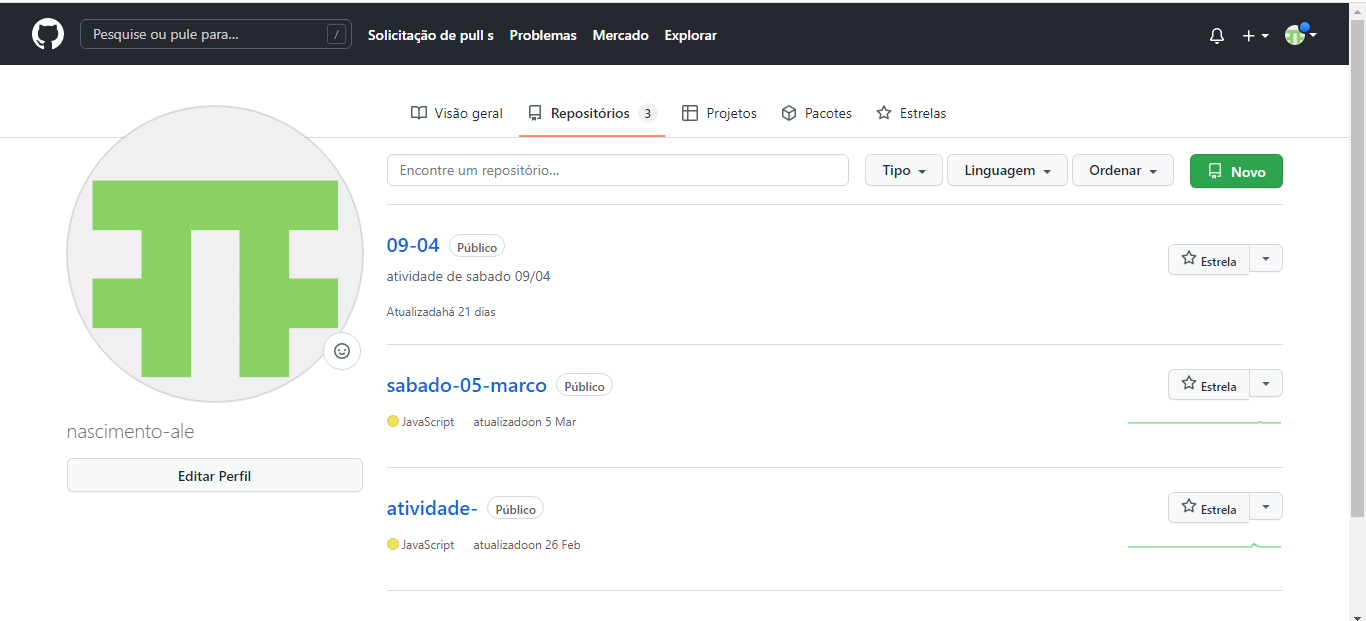 Pesquise ou pule para... /
Solicitação de pull s Problemas Mercado Explorar
Visão geral Repositórios 3 Projetos Pacotes Estrelas
Encontre um repositório... Tipo Linguagem Ordenar Novo
09-04 Público
Estrela
atividade de sabado 09/04
Atualizadahá 21 dias
sabado-05-marco Público
Estrela
JavaScript atualizadoon 5 Mar
nascimento-ale
Editar Perfil
atividade- Público
Estrela
JavaScript atualizadoon 26 Feb